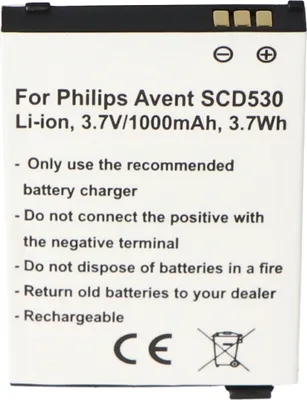 ⊖ ⊕
For Philips Avent SCD530
Li-ion, 3.7V/1000mAh, 3.7Wh
- Only use the recommended
battery charger
- Do not connect the positive with
the negative terminal
- Do not dispose of batteries in a fire
- Return old batteries to your dealer
- Rechargeable
CE